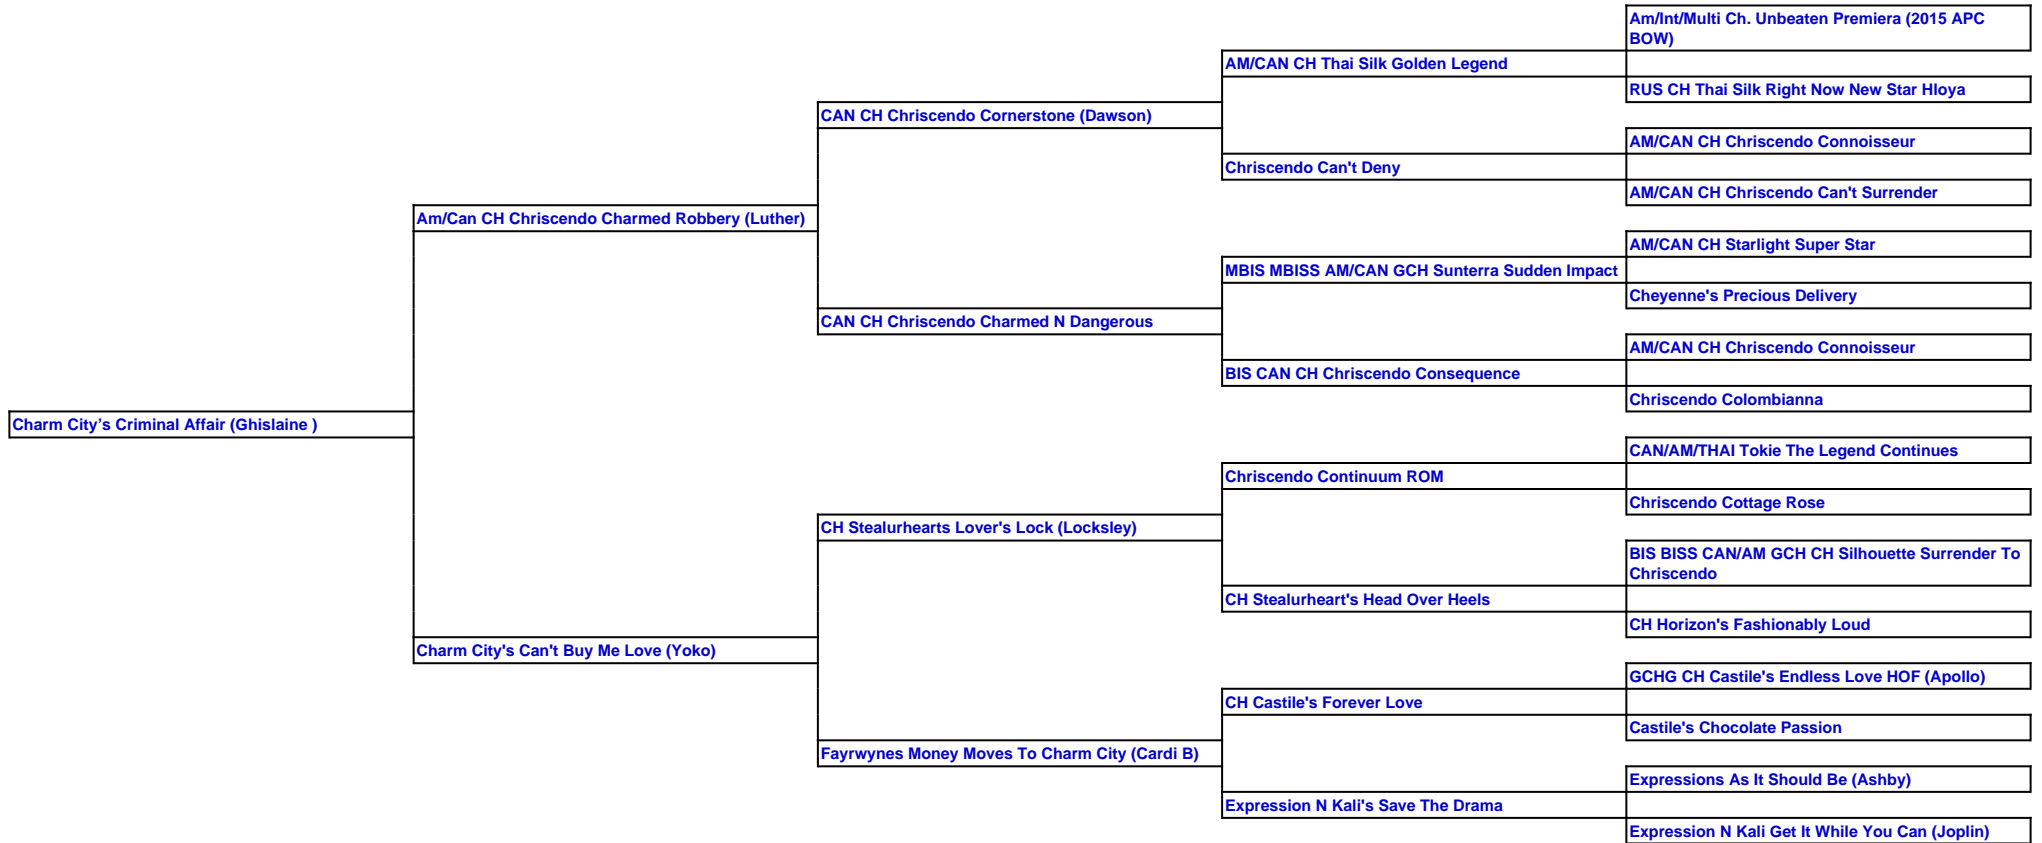 Am/Int/Multi Ch. Unbeaten Premiera (2015 APC
BOW)
AM/CAN CH Thai Silk Golden Legend
RUS CH Thai Silk Right Now New Star Hloya
CAN CH Chriscendo Cornerstone (Dawson)
AM/CAN CH Chriscendo Connoisseur
Chriscendo Can't Deny
AM/CAN CH Chriscendo Can't Surrender
Am/Can CH Chriscendo Charmed Robbery (Luther)
AM/CAN CH Starlight Super Star
MBIS MBISS AM/CAN GCH Sunterra Sudden Impact
Cheyenne's Precious Delivery
CAN CH Chriscendo Charmed N Dangerous
AM/CAN CH Chriscendo Connoisseur
BIS CAN CH Chriscendo Consequence
Chriscendo Colombianna
Charm City’s Criminal Affair (Ghislaine )
CAN/AM/THAI Tokie The Legend Continues
Chriscendo Continuum ROM
Chriscendo Cottage Rose
CH Stealurhearts Lover's Lock (Locksley)
BIS BISS CAN/AM GCH CH Silhouette Surrender To
Chriscendo
CH Stealurheart's Head Over Heels
CH Horizon's Fashionably Loud
Charm City's Can't Buy Me Love (Yoko)
GCHG CH Castile's Endless Love HOF (Apollo)
CH Castile's Forever Love
Castile's Chocolate Passion
Fayrwynes Money Moves To Charm City (Cardi B)
Expressions As It Should Be (Ashby)
Expression N Kali's Save The Drama
Expression N Kali Get It While You Can (Joplin)